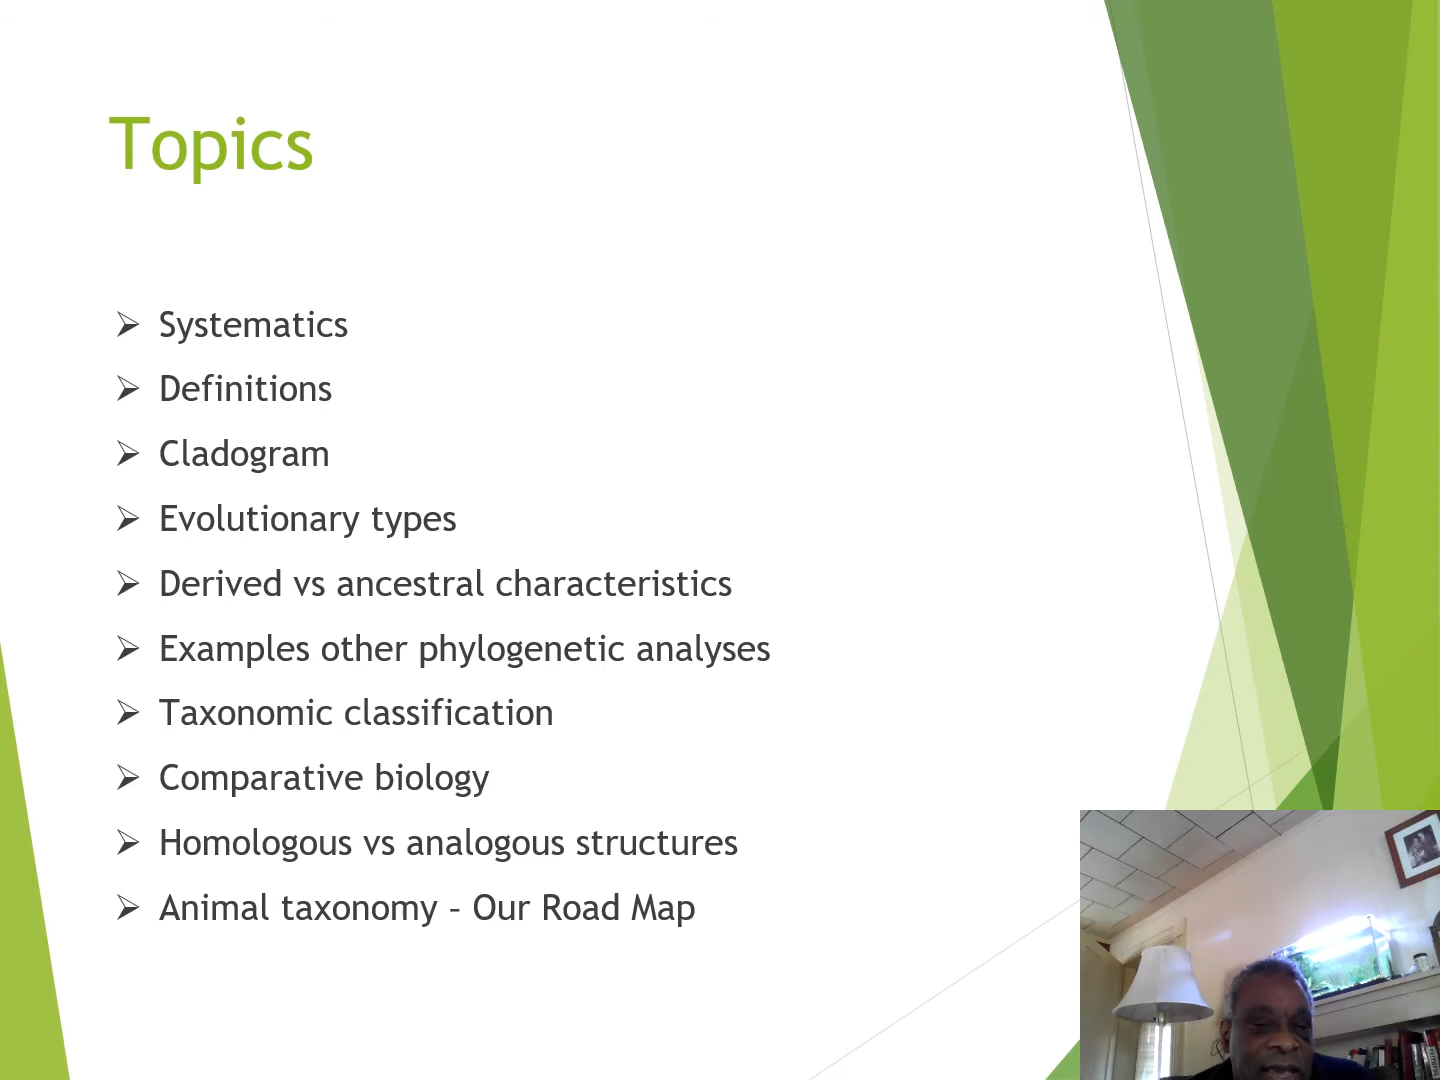 Topics
Systematics
Definitions
Cladogram
Evolutionary types
Derived vs ancestral characteristics
Examples other phylogenetic analyses
Taxonomic classification
Comparative biology
Homologous vs analogous structures
Animal taxonomy – Our Road Map